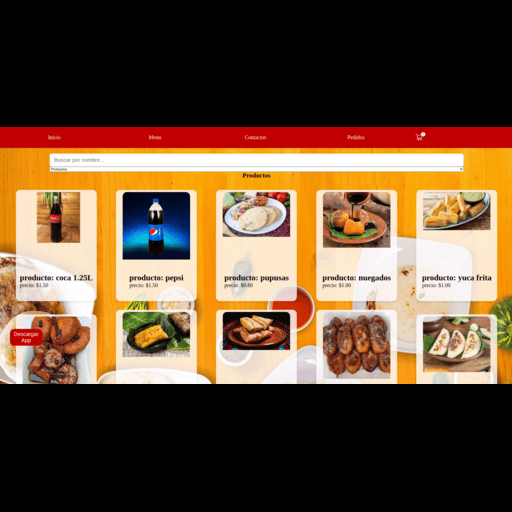 Inicio Menu Contactos Pedidos
Buscar por nombre...
Productos
Productos
producto: coca 1.25L producto: pepsi producto: pupusas producto: nuegados producto: yuca frita
precio: $1.50 precio: $1.50 precio: $0.80 precio: $1.00 precio: $1.00
Descargar
App